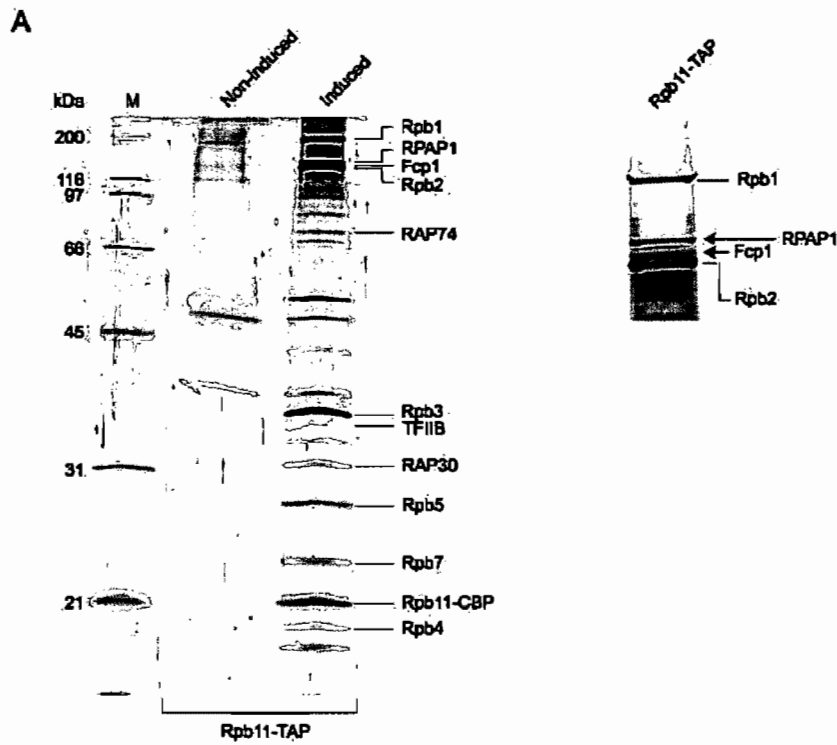 A
kDa
M
Non-Induced
Induced
200
116
97
66
45
31
21
Rpb1
RPAP1
Fcp1
Rpb2
RAP74
Rpb3
TFIIB
RAP30
Rpb5
Rpb7
Rpb11-CBP
Rpb4
Rpb11-TAP
Rpb11-TAP
Rpb1
RPAP1
Fcp1
Rpb2